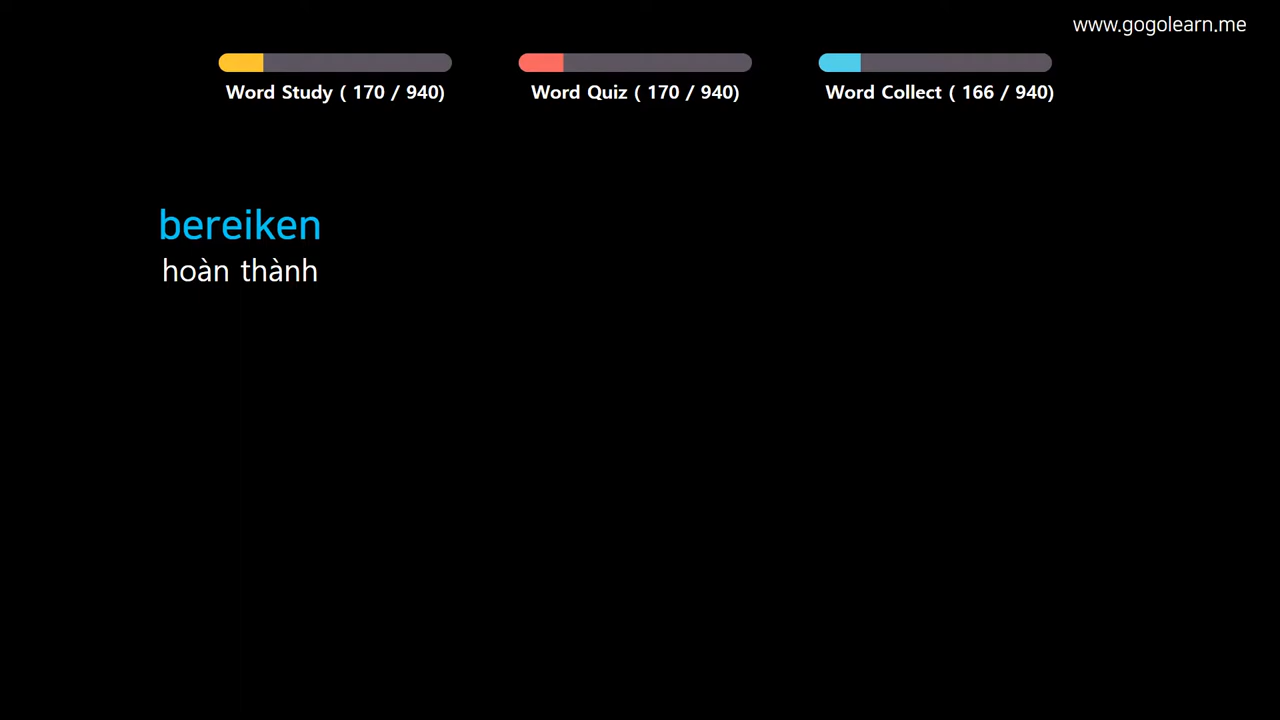 www.gogolearn.me
Word Study ( 170 / 940)
Word Quiz ( 170 / 940)
Word Collect ( 166 / 940)
bereiken
hoàn thành